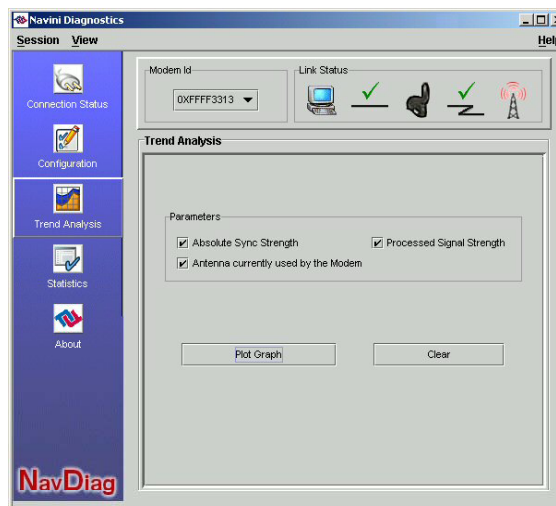 Navini Diagnostics
Session View Help
Modem Id
Link Status
0XFFFF3313
Connection Status
Configuration
Trend Analysis
Statistics
About
NavDiag
Trend Analysis
Parameters
Absolute Sync Strength
Processed Signal Strength
Antenna currently used by the Modem
Plot Graph
Clear